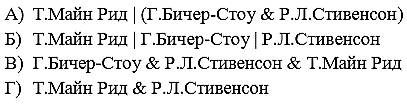 А) Т.Майн Рид | (Г.Бичер-Стоу & Р.Л.Стивенсон)
Б) Т.Майн Рид | Г.Бичер-Стоу | Р.Л.Стивенсон
В) Г.Бичер-Стоу & Р.Л.Стивенсон & Т.Майн Рид
Г) Т.Майн Рид & Р.Л.Стивенсон